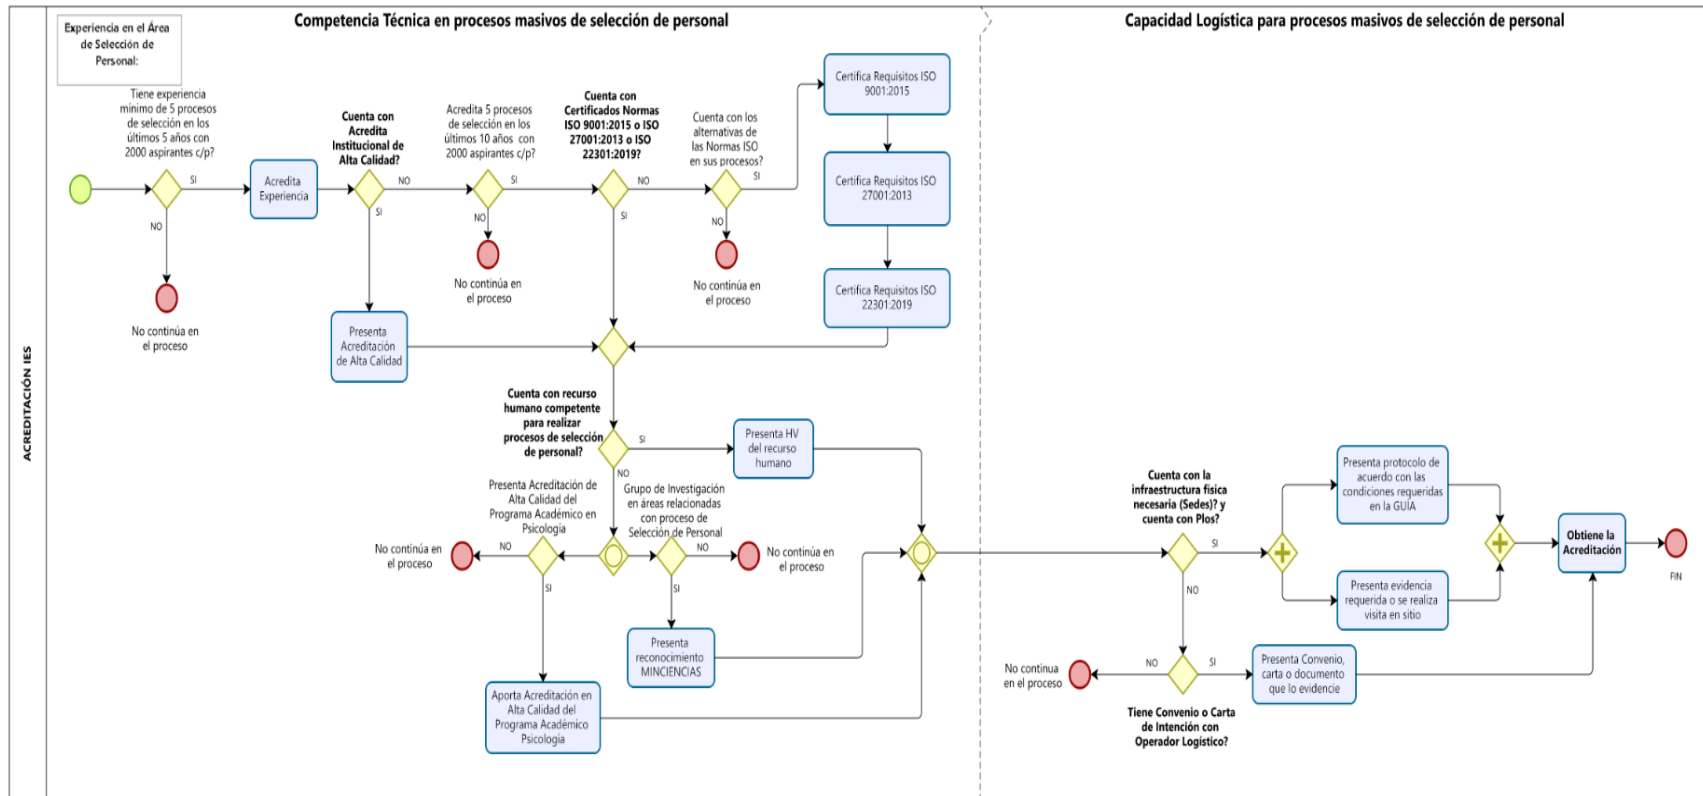 Competencia Técnica en procesos masivos de selección de personal
Capacidad Logística para procesos masivos de selección de personal
ACREDITACIÓN IES
Experiencia en el Área
de Selección de
Personal:
Tiene experiencia
mínimo de 5 procesos
de selección en los
últimos 5 años con
2000 aspirantes c/p?
SI
NO
No continúa en
el proceso
Acredita
Experiencia
Cuenta con
Acredita
Institucional de
Alta Calidad?
NO
SI
Presenta
Acreditación
de Alta Calidad
Acredita 5 procesos
de selección en los
últimos 10 años con
2000 aspirantes c/p?
SI
NO
No continúa en
el proceso
Cuenta con
Certificados Normas
ISO 9001:2015 o ISO
27001:2013 o ISO
22301:2019?
NO
SI
Cuenta con los
alternativas de
las Normas ISO
en sus procesos?
SI
NO
No continúa en
el proceso
Certifica Requisitos ISO
9001:2015
Certifica Requisitos ISO
27001:2013
Certifica Requisitos ISO
22301:2019
Cuenta con recurso
humano competente
para realizar
procesos de selección
de personal?
SI
NO
Presenta HV
del recurso
humano
Presenta Acreditación de
Alta Calidad del
Programa Académico en
Psicología
NO
SI
No continúa en
el proceso
Grupo de Investigación
en áreas relacionadas
con proceso de
Selección de Personal
NO
SI
No continúa en
el proceso
Presenta
reconocimiento
MINCIENCIAS
Aporta Acreditación en
Alta Calidad del
Programa Académico
Psicología
Cuenta con la
infraestructura física
necesaria (Sedes)? y
cuenta con Plos?
SI
NO
Presenta protocolo de
acuerdo con las
condiciones requeridas
en la GUÍA
Presenta evidencia
requerida o se realiza
visita en sitio
Obtiene la
Acreditación
FIN
NO
SI
No continua
en el proceso
Tiene Convenio o Carta
de Intención con
Operador Logístico?
Presenta Convenio,
carta o documento
que lo evidencie